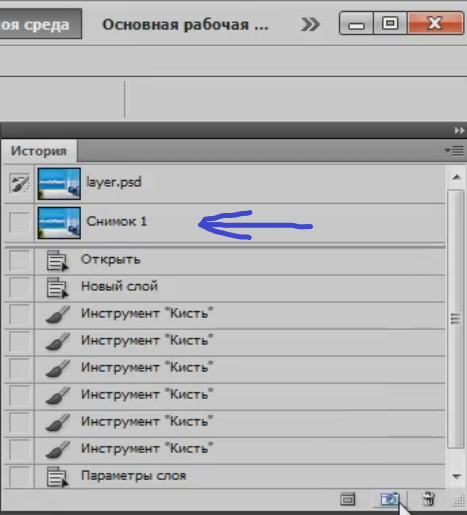 оя среда Основная рабочая ...
История
layer.psd
Снимок 1
Открыть
Новый слой
Инструмент "Кисть"
Инструмент "Кисть"
Инструмент "Кисть"
Инструмент "Кисть"
Инструмент "Кисть"
Инструмент "Кисть"
Параметры слоя